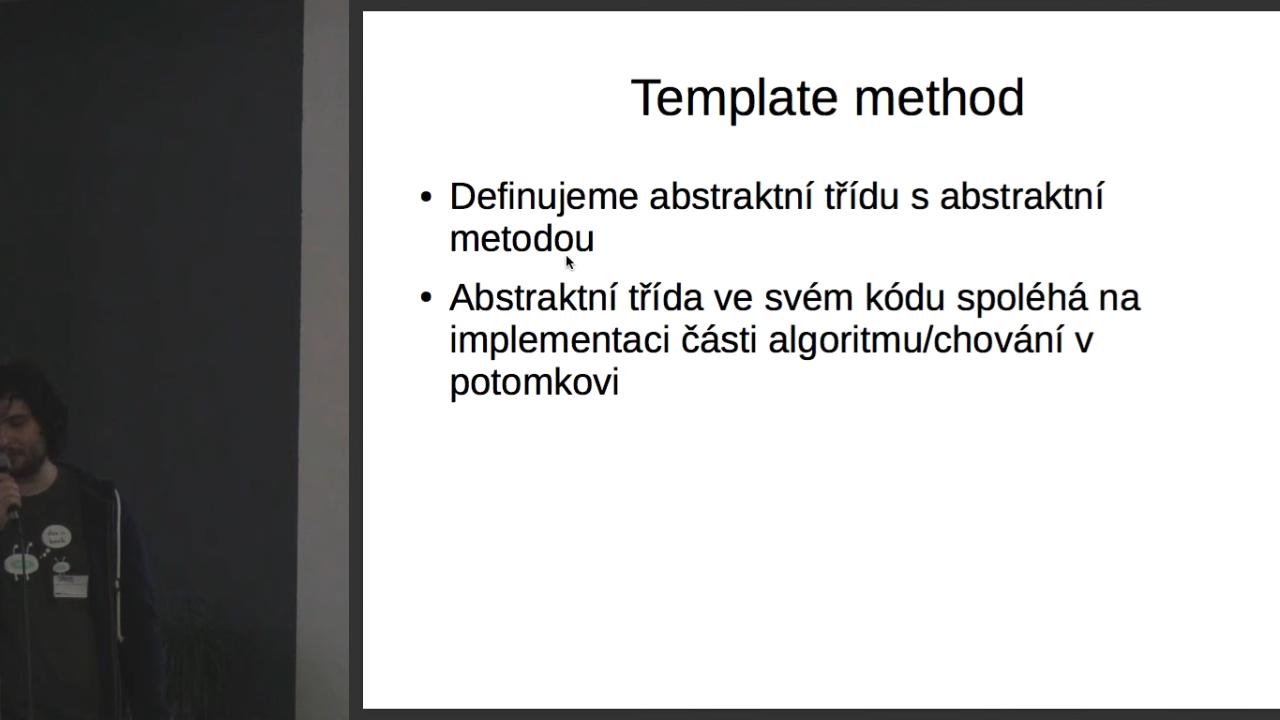 Template method
• Definujeme abstraktní třídu s abstraktní
metodou
• Abstraktní třída ve svém kódu spoléhá na
implementaci části algoritmu/chování v
potomkovi